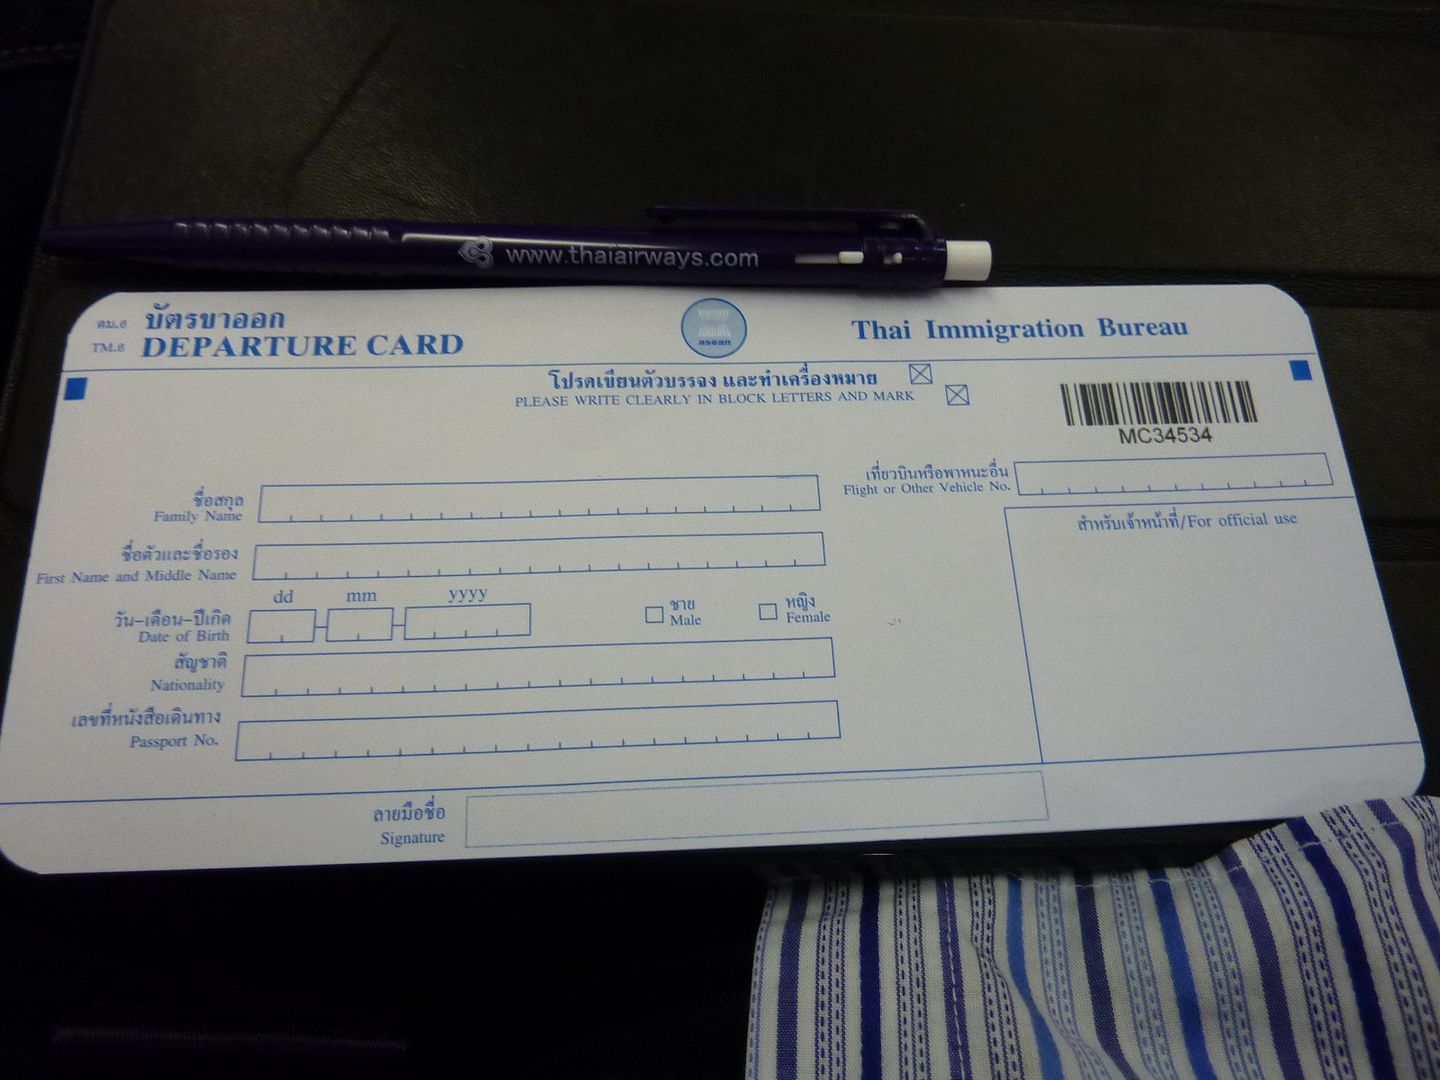 www.thaiairways.com
ตม.6 บัตรขาออก
TM.6 DEPARTURE CARD
asean
Thai Immigration Bureau
โปรดเขียนตัวบรรจง และทำเครื่องหมาย
PLEASE WRITE CLEARLY IN BLOCK LETTERS AND MARK
MC34534
ชื่อสกุล
Family Name
เที่ยวบินหรือพาหนะอื่น
Flight or Other Vehicle No.
ชื่อตัวและชื่อรอง
First Name and Middle Name
สำหรับเจ้าหน้าที่/For official use
dd mm yyyy
วัน-เดือน-ปีเกิด
Date of Birth
ชาย
Male
หญิง
Female
สัญชาติ
Nationality
เลขที่หนังสือเดินทาง
Passport No.
ลายมือชื่อ
Signature